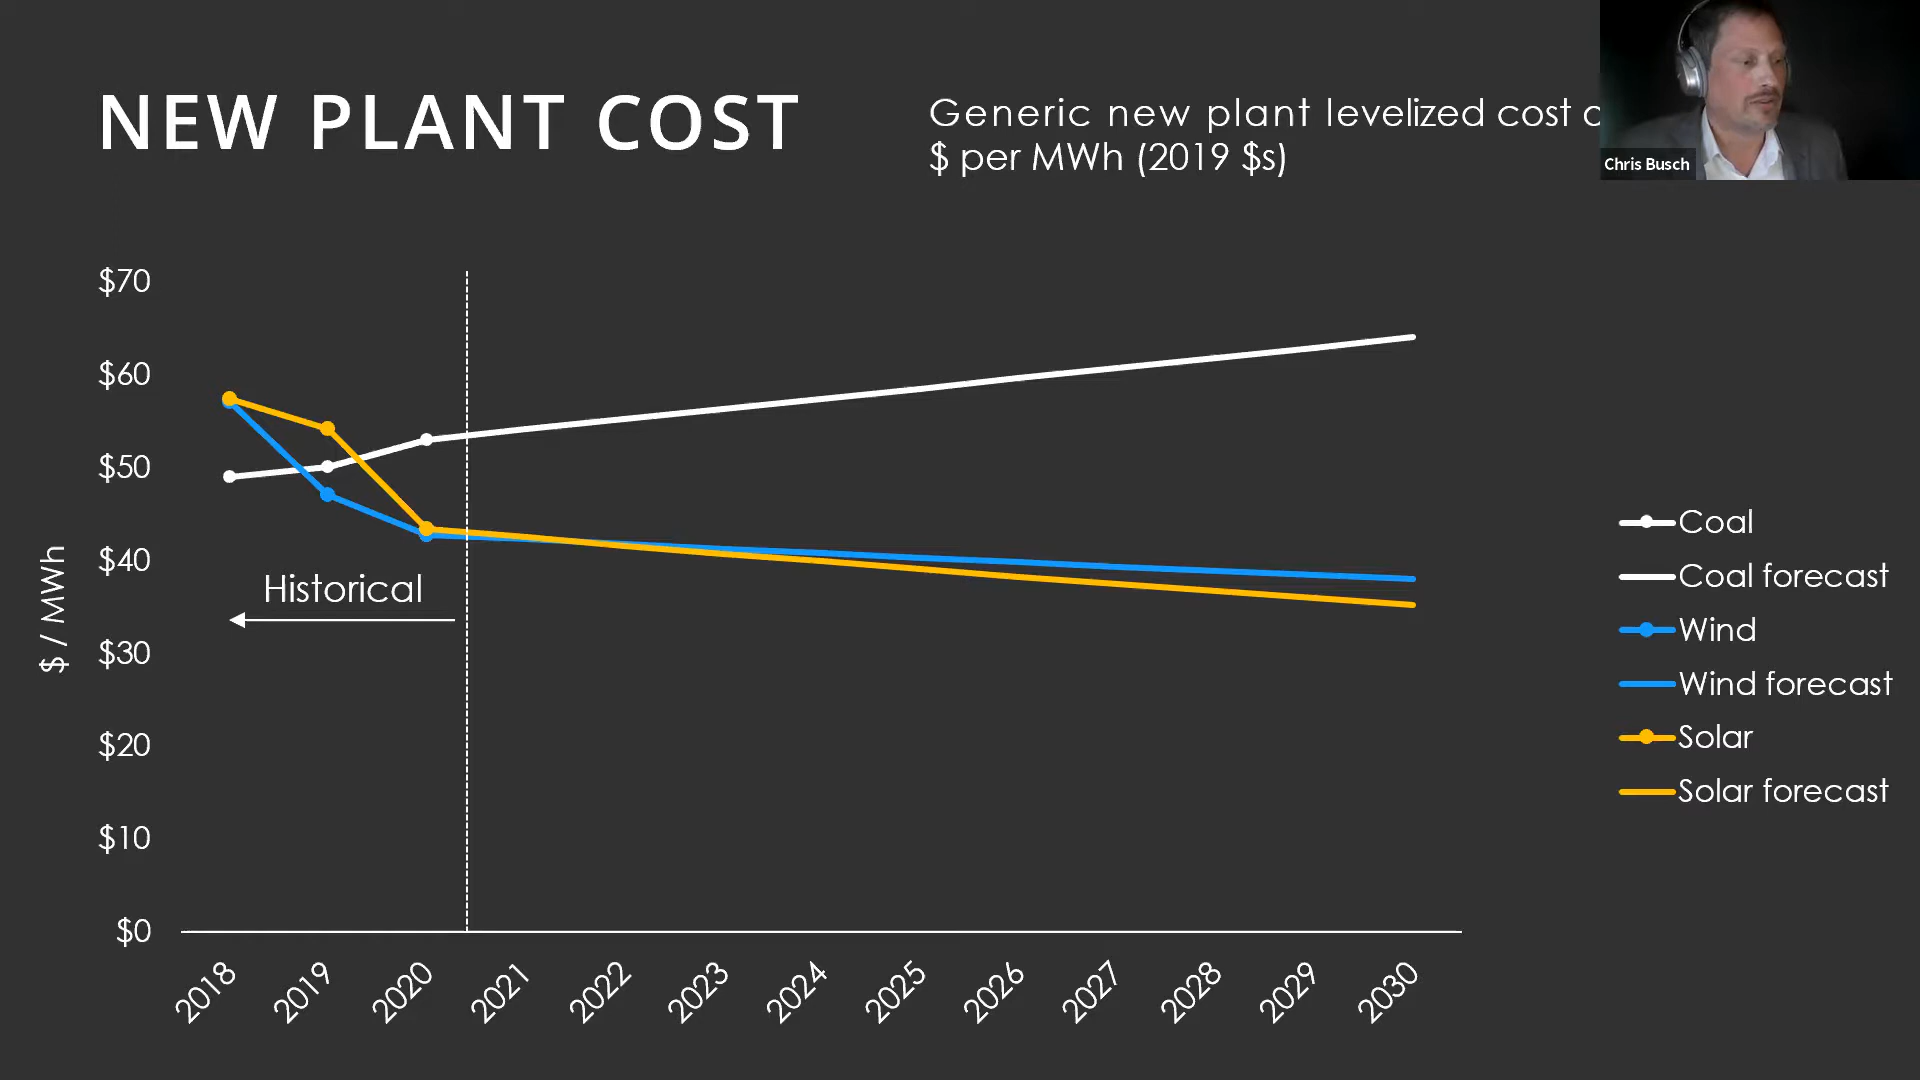 NEW PLANT COST
Generic new plant levelized cost
$ per MWh (2019 $s)
Chris Busch
$70
$60
$50
$40
$30
$20
$10
$0
$ / MWh
Historical
2018
2019
2020
2021
2022
2023
2024
2025
2026
2027
2028
2029
2030
Coal
Coal forecast
Wind
Wind forecast
Solar
Solar forecast